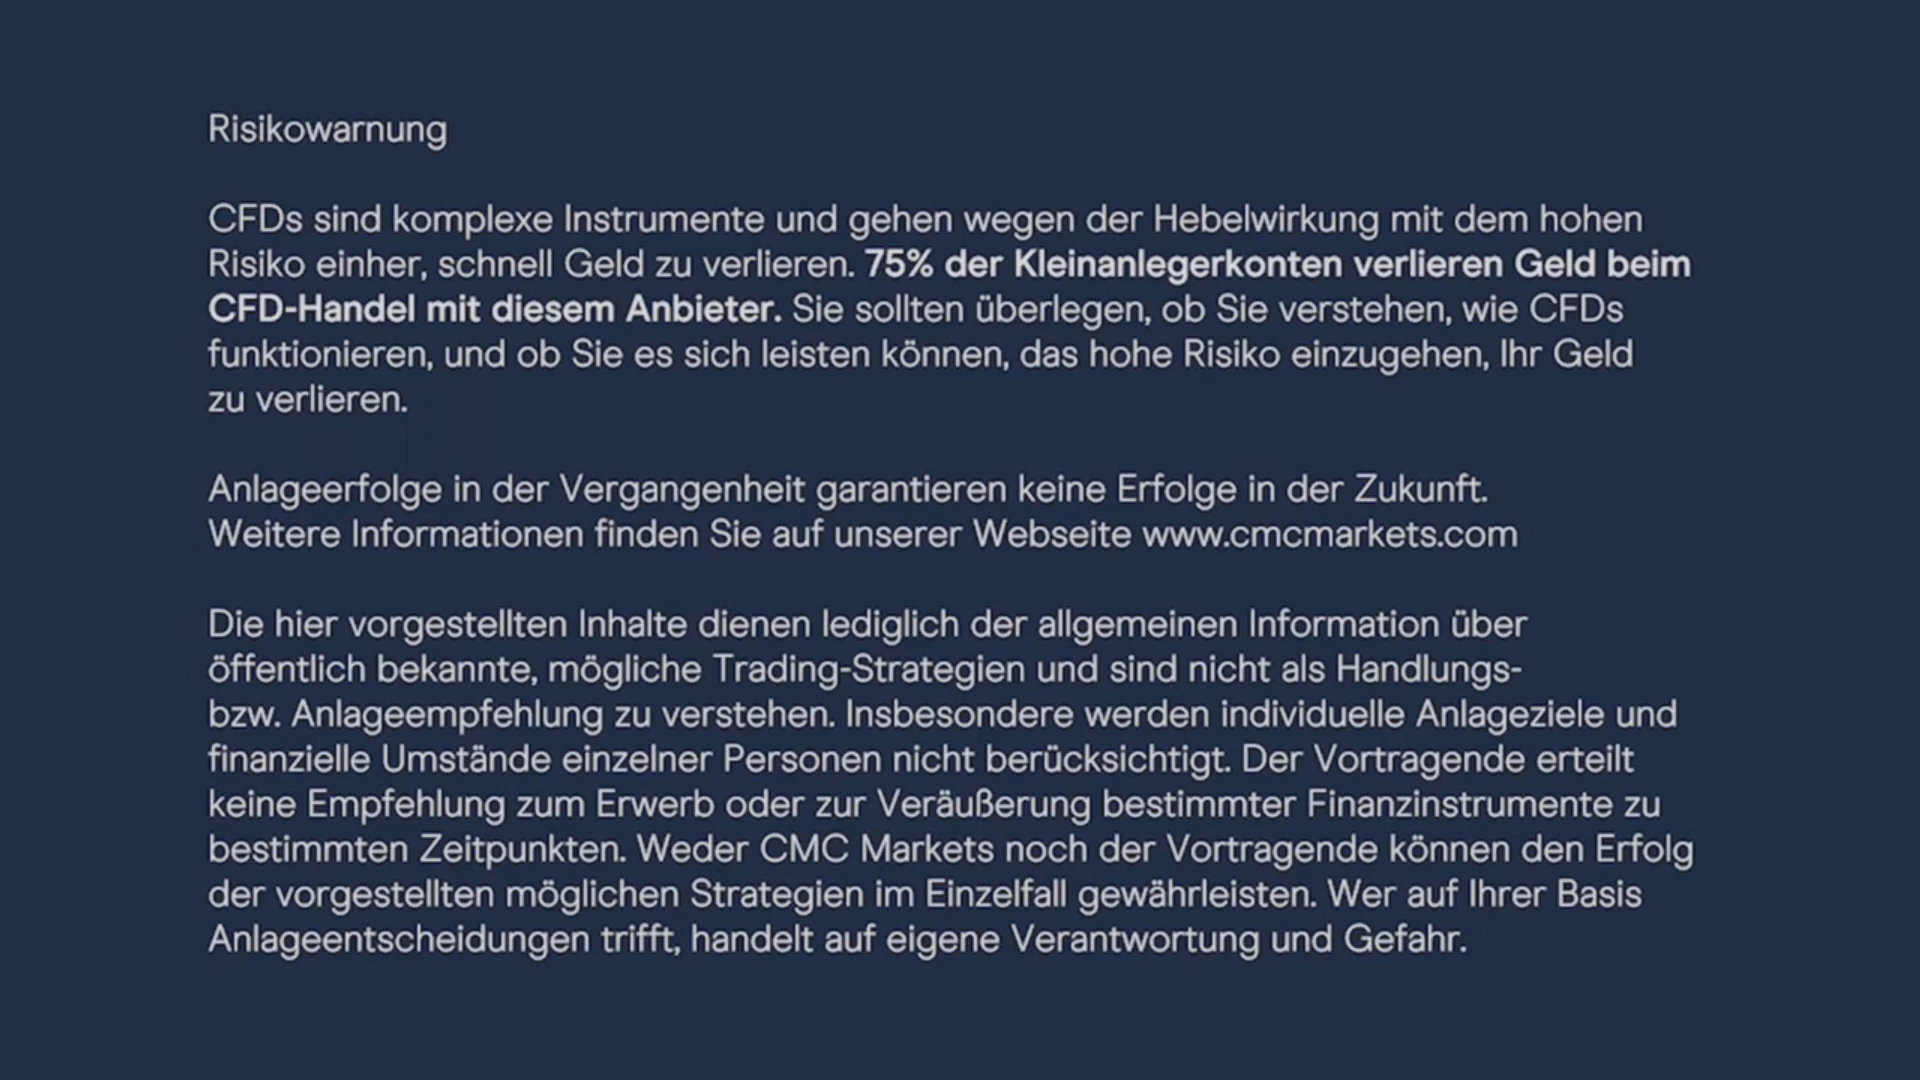 Risikowarnung
CFDs sind komplexe Instrumente und gehen wegen der Hebelwirkung mit dem hohen
Risiko einher, schnell Geld zu verlieren. 75% der Kleinanlegerkonten verlieren Geld beim
CFD-Handel mit diesem Anbieter. Sie sollten überlegen, ob Sie verstehen, wie CFDs
funktionieren, und ob Sie es sich leisten können, das hohe Risiko einzugehen, Ihr Geld
zu verlieren.
Anlageerfolge in der Vergangenheit garantieren keine Erfolge in der Zukunft.
Weitere Informationen finden Sie auf unserer Webseite www.cmcmarkets.com
Die hier vorgestellten Inhalte dienen lediglich der allgemeinen Information über
öffentlich bekannte, mögliche Trading-Strategien und sind nicht als Handlungs-
bzw. Anlageempfehlung zu verstehen. Insbesondere werden individuelle Anlageziele und
finanzielle Umstände einzelner Personen nicht berücksichtigt. Der Vortragende erteilt
keine Empfehlung zum Erwerb oder zur Veräußerung bestimmter Finanzinstrumente zu
bestimmten Zeitpunkten. Weder CMC Markets noch der Vortragende können den Erfolg
der vorgestellten möglichen Strategien im Einzelfall gewährleisten. Wer auf Ihrer Basis
Anlageentscheidungen trifft, handelt auf eigene Verantwortung und Gefahr.